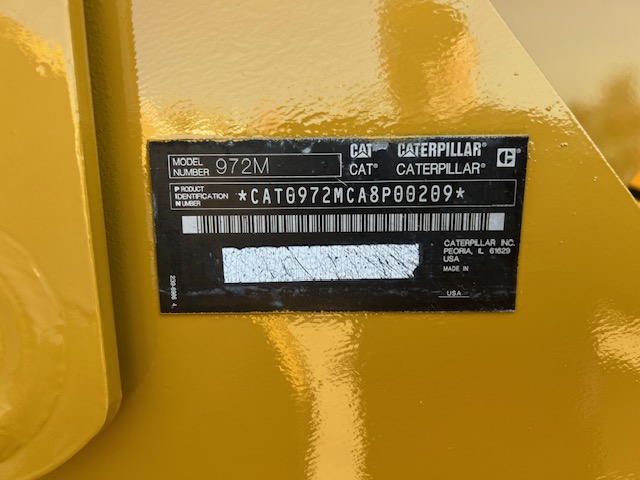 MODEL NUMBER 972M
CAT CATERPILLAR C
CAT® CATERPILLAR®
PRODUCT IDENTIFICATION NUMBER *CAT0972MCA8P00209*
CATERPILLAR INC.
PEORIA, IL 61629
USA
MADE IN
USA